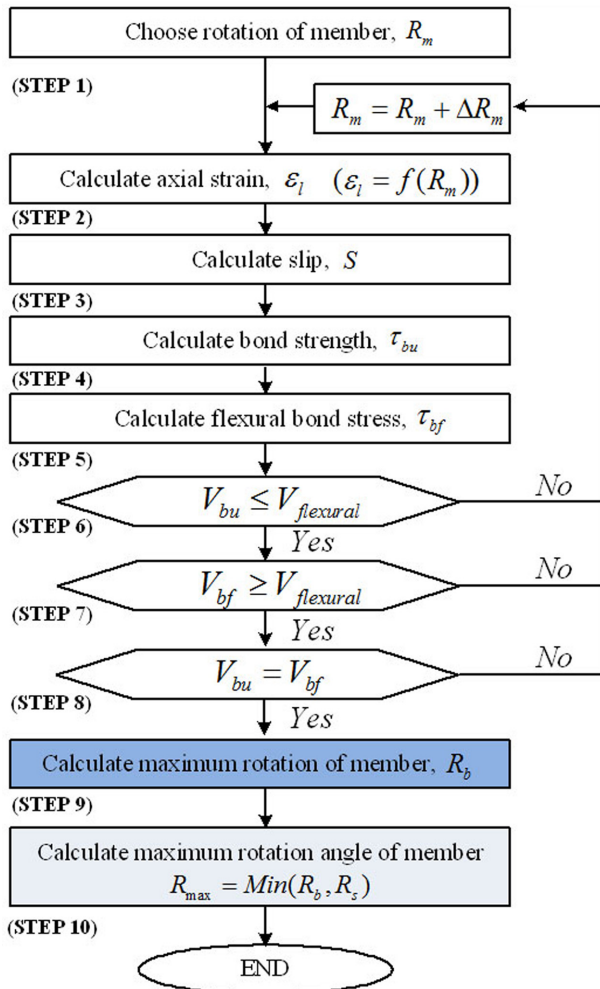 Choose rotation of member, R_m
(STEP 1)
R_m = R_m + ΔR_m
Calculate axial strain, ε_l (ε_l = f(R_m))
(STEP 2)
Calculate slip, S
(STEP 3)
Calculate bond strength, τ_bu
(STEP 4)
Calculate flexural bond stress, τ_bf
(STEP 5)
V_bu ≤ V_flexural
No
(STEP 6)
Yes
V_bf ≥ V_flexural
No
(STEP 7)
Yes
V_bu = V_bf
No
(STEP 8)
Yes
Calculate maximum rotation of member, R_b
(STEP 9)
Calculate maximum rotation angle of member
R_max = Min(R_b, R_s)
(STEP 10)
END